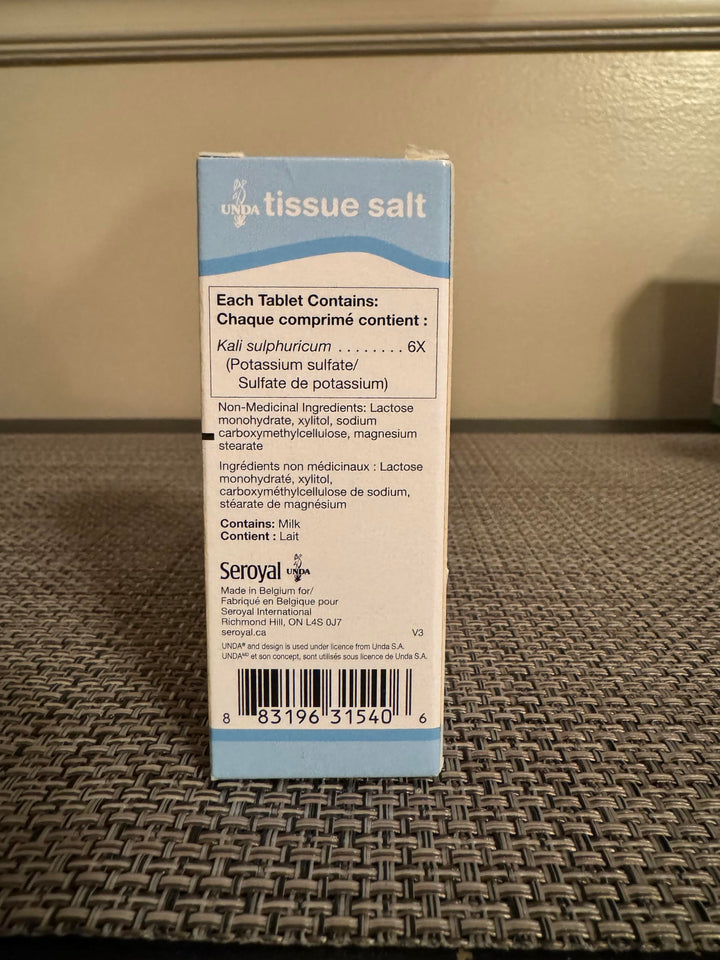 UNDA tissue salt
Each Tablet Contains:
Chaque comprimé contient :
Kali sulphuricum ........ 6X
(Potassium sulfate/
Sulfate de potassium)
Non-Medicinal Ingredients: Lactose
monohydrate, xylitol, sodium
carboxymethylcellulose, magnesium
stearate
Ingrédients non médicinaux : Lactose
monohydraté, xylitol,
carboxyméthylcellulose de sodium,
stéarate de magnésium
Contains: Milk
Contient : Lait
Seroyal UNDA
Made in Belgium for/
Fabriqué en Belgique pour
Seroyal International
Richmond Hill, ON L4S 0J7
seroyal.ca V3
UNDA® and design is used under licence from Unda S.A.
UNDAᴹᴰ et son concept, sont utilisés sous licence de Unda S.A.
8 83196 31540 6